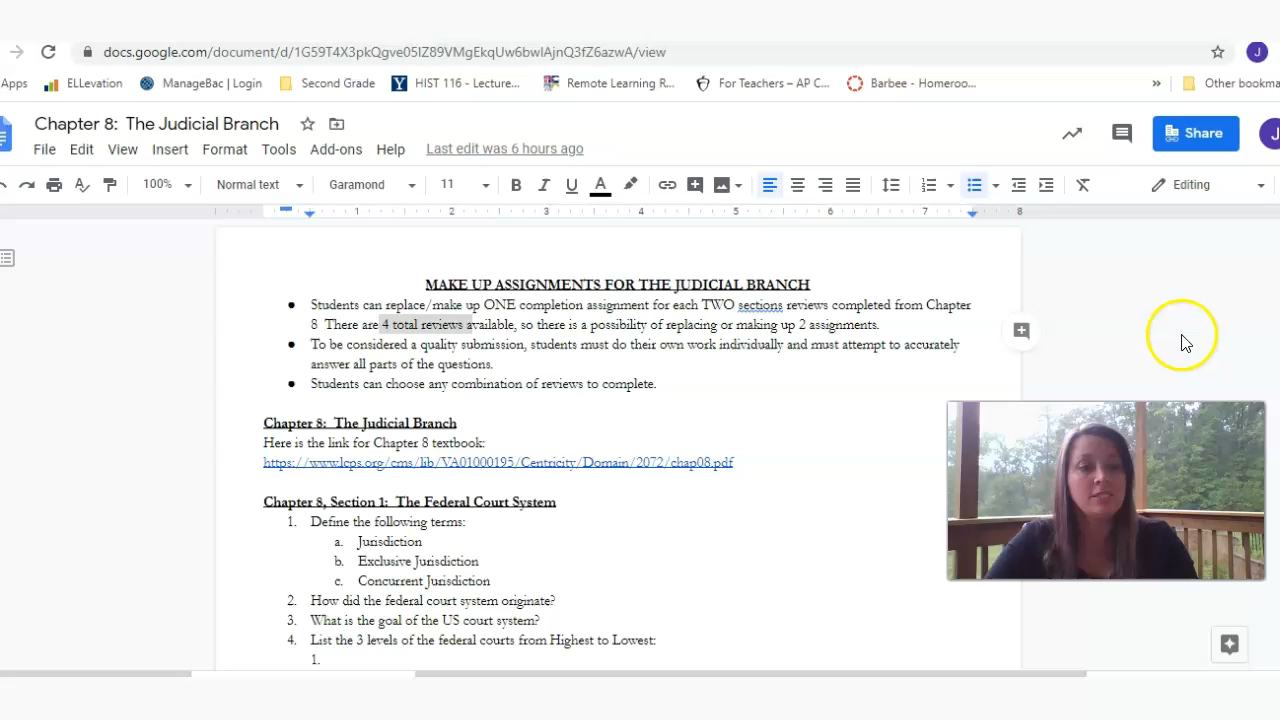 docs.google.com/document/d/1G59T4X3pkQgve05IZ89VMgEkqUw6bwIAjnQ3fZ6azwA/view
J
Apps ELLevation ManageBac | Login Second Grade HIST 116 - Lecture... Remote Learning R... For Teachers – AP C... Barbee - Homeroo... » Other bookma
Chapter 8: The Judicial Branch
Share
J
File Edit View Insert Format Tools Add-ons Help Last edit was 6 hours ago
100% Normal text Garamond 11 B I U A Editing
1 2 3 4 5 6 7 8
MAKE UP ASSIGNMENTS FOR THE JUDICIAL BRANCH
● Students can replace/make up ONE completion assignment for each TWO sections reviews completed from Chapter
8 There are 4 total reviews available, so there is a possibility of replacing or making up 2 assignments.
● To be considered a quality submission, students must do their own work individually and must attempt to accurately
answer all parts of the questions.
● Students can choose any combination of reviews to complete.
Chapter 8: The Judicial Branch
Here is the link for Chapter 8 textbook:
https://www.lcps.org/cms/lib/VA01000195/Centricity/Domain/2072/chap08.pdf
Chapter 8, Section 1: The Federal Court System
1. Define the following terms:
a. Jurisdiction
b. Exclusive Jurisdiction
c. Concurrent Jurisdiction
2. How did the federal court system originate?
3. What is the goal of the US court system?
4. List the 3 levels of the federal courts from Highest to Lowest:
1.